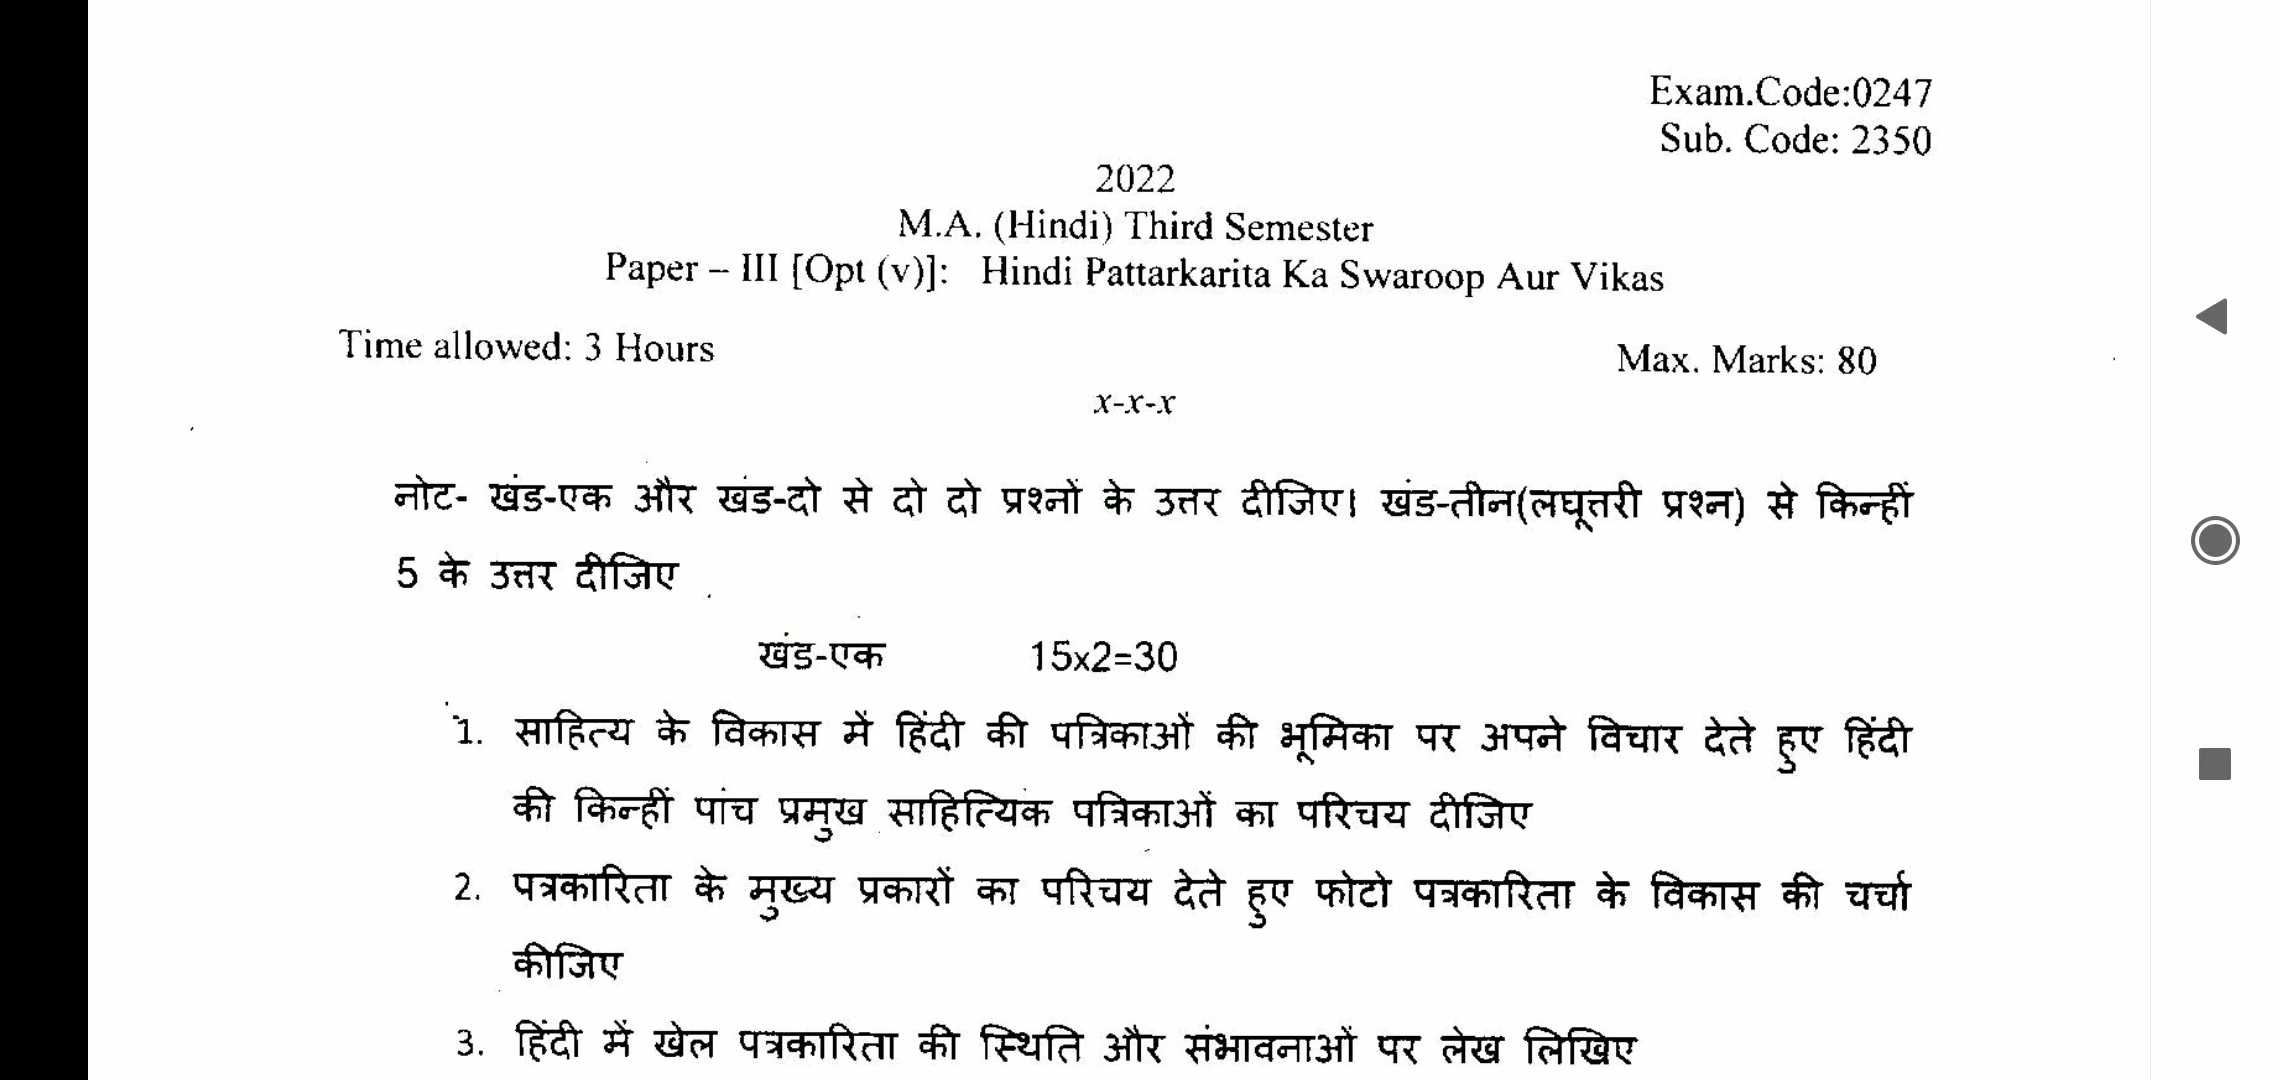 Exam.Code:0247
Sub. Code: 2350
2022
M.A. (Hindi) Third Semester
Paper – III [Opt (v)]: Hindi Pattarkarita Ka Swaroop Aur Vikas
Time allowed: 3 Hours
Max. Marks: 80
x-x-x
नोट- खंड-एक और खंड-दो से दो दो प्रश्नों के उत्तर दीजिए। खंड-तीन(लघूत्तरी प्रश्न) से किन्हीं
5 के उत्तर दीजिए
खंड-एक 15x2=30
1. साहित्य के विकास में हिंदी की पत्रिकाओं की भूमिका पर अपने विचार देते हुए हिंदी
की किन्हीं पांच प्रमुख साहित्यिक पत्रिकाओं का परिचय दीजिए
2. पत्रकारिता के मुख्य प्रकारों का परिचय देते हुए फोटो पत्रकारिता के विकास की चर्चा
कीजिए
3. हिंदी में खेल पत्रकारिता की स्थिति और संभावनाओं पर लेख लिखिए